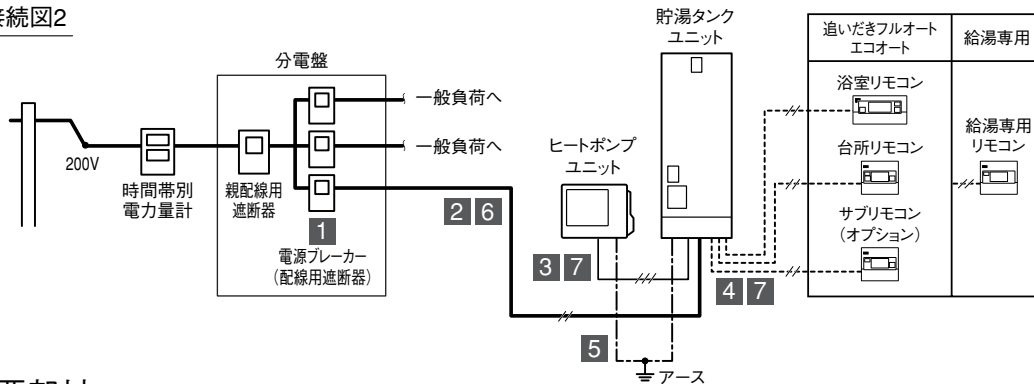 続図2
分電盤
200V
時間帯別
電力量計
親配線用
遮断器
1
電源ブレーカー
（配線用遮断器）
一般負荷へ
一般負荷へ
2 6
ヒートポンプ
ユニット
3 7
5
アース
貯湯タンク
ユニット
4 7
追いだきフルオート
エコオート
給湯専用
浴室リモコン
台所リモコン
サブリモコン
（オプション）
給湯専用
リモコン